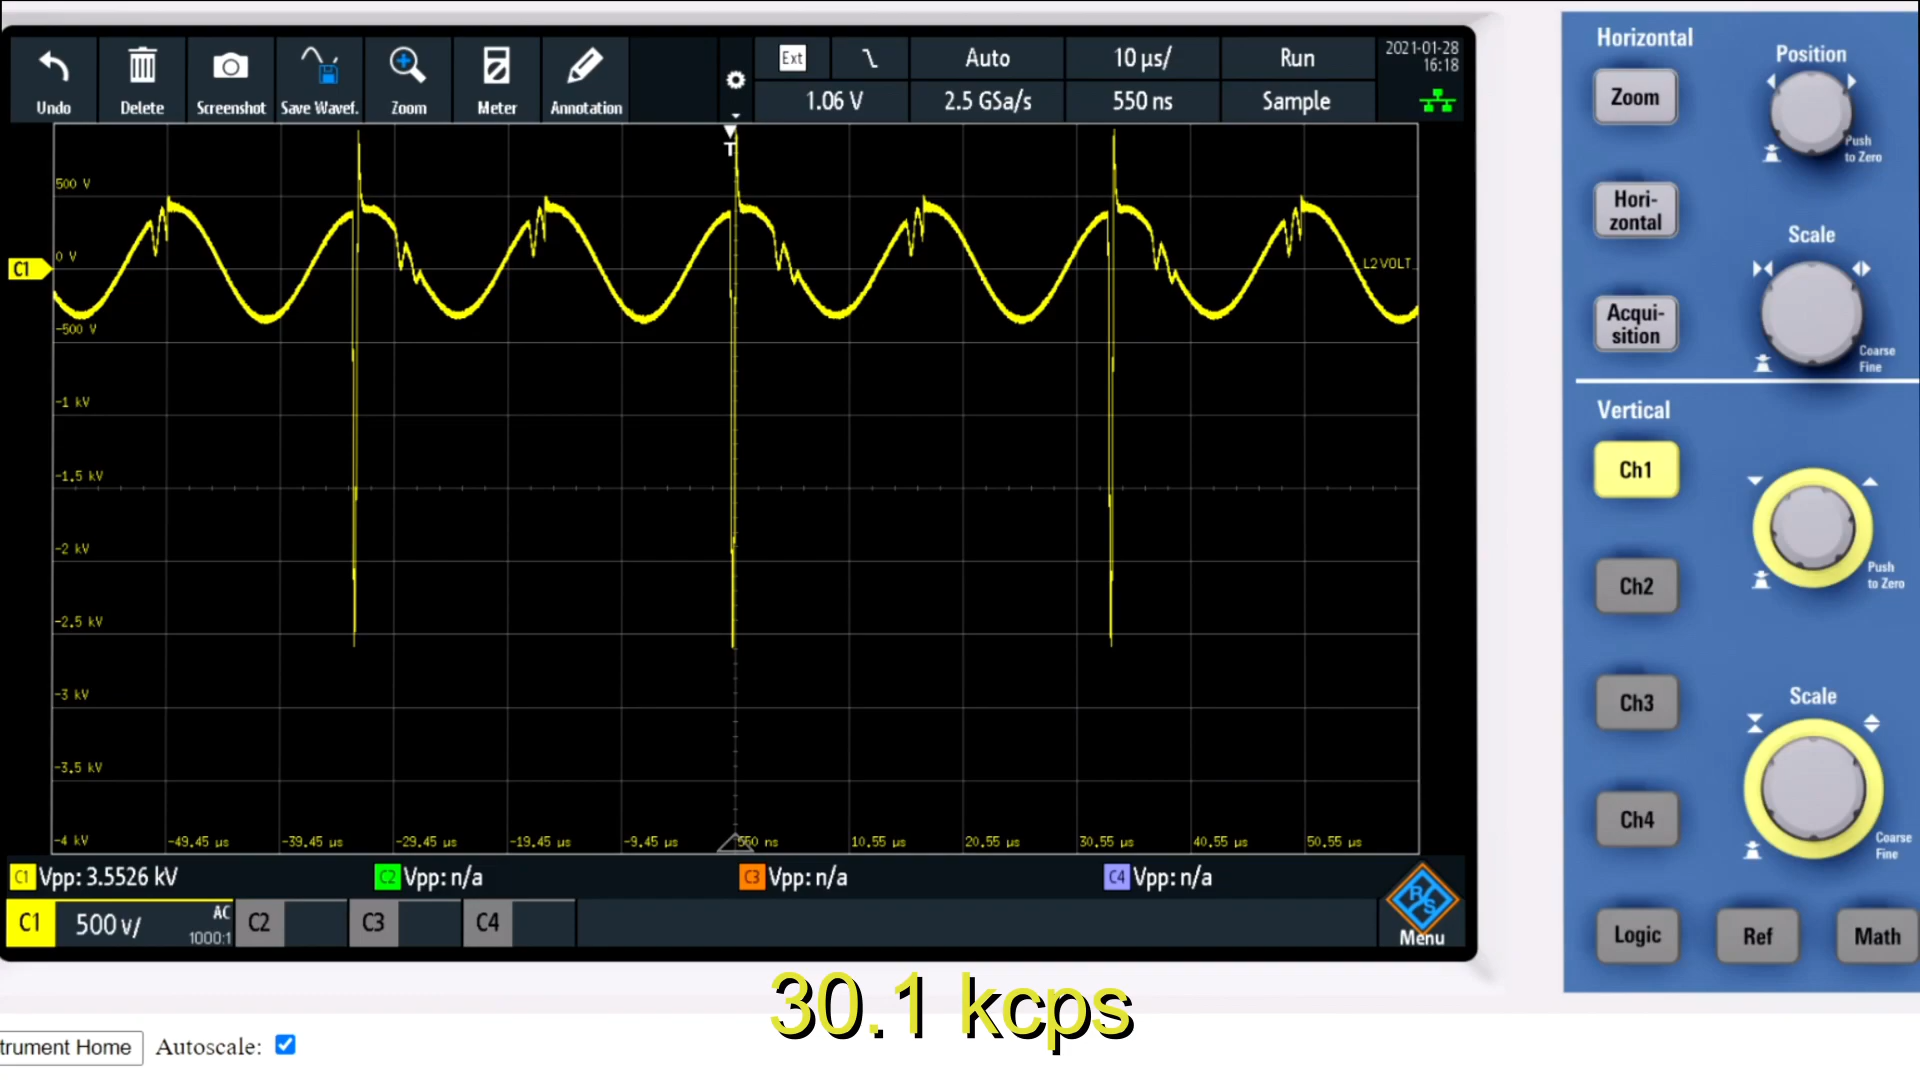 Undo
Delete
Screenshot
Save Wavef.
Zoom
Meter
Annotation
Ext
Auto
10 µs/
Run
2021-01-28
16:18
1.06 V
2.5 GSa/s
550 ns
Sample
T
500 V
0 V
C1
L2VOLT
-500 V
-1 kV
-1.5 kV
-2 kV
-2.5 kV
-3 kV
-3.5 kV
-4 kV
-49.45 µs
-39.45 µs
-29.45 µs
-19.45 µs
-9.45 µs
550 ns
10.55 µs
20.55 µs
30.55 µs
40.55 µs
50.55 µs
C1 Vpp: 3.5526 kV
C2 Vpp: n/a
C3 Vpp: n/a
C4 Vpp: n/a
C1
500 V/
AC
1000:1
C2
C3
C4
R&S
Menu
Horizontal
Position
Zoom
Push
to Zero
Hori-
zontal
Scale
Acqui-
sition
Coarse
Fine
Vertical
Ch1
Push
to Zero
Ch2
Ch3
Scale
Ch4
Coarse
Fine
Logic
Ref
Math
30.1 kcps
trument Home
Autoscale: